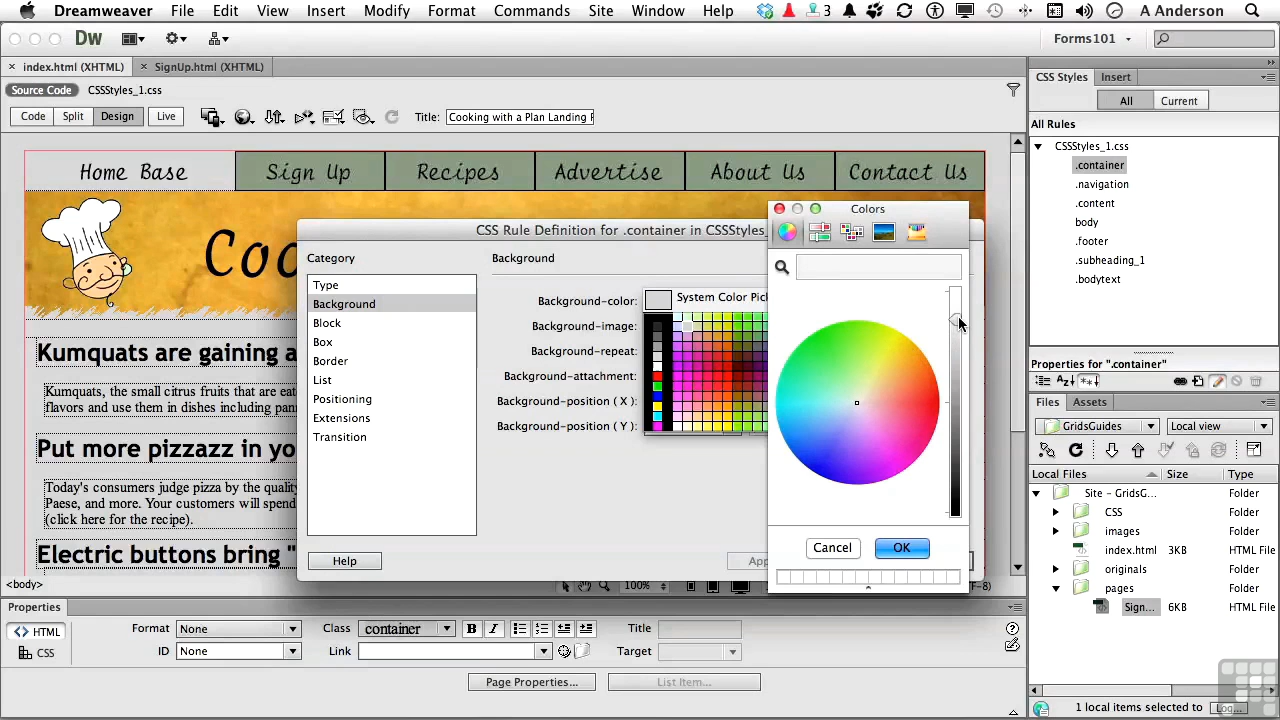 Dreamweaver File Edit View Insert Modify Format Commands Site Window Help 3 A Anderson
Dw Forms101
× index.html (XHTML) × SignUp.html (XHTML)
Source Code CSSStyles_1.css
Code Split Design Live Title: Cooking with a Plan Landing
Home Base Sign Up Recipes Advertise About Us Contact Us
Kumquats are gaining a
Kumquats, the small citrus fruits that are eat
flavors and use them in dishes including pan
Put more pizzazz in yo
Today's consumers judge pizza by the quality
Paese, and more. Your customers will spend
(click here for the recipe).
Electric buttons bring "
<body>
100%
F-8)
CSS Rule Definition for .container in CSSStyles_
Category
Type
Background
Block
Box
Border
List
Positioning
Extensions
Transition
Background
Background-color:
Background-image:
Background-repeat:
Background-attachment:
Background-position (X):
Background-position (Y):
System Color Pick
Help
App
Colors
Cancel OK
CSS Styles Insert
All Current
All Rules
CSSStyles_1.css
.container
.navigation
.content
body
.footer
.subheading_1
.bodytext
Properties for ".container"
Files Assets
GridsGuides Local view
Local Files Size Type
Site - GridsG... Folder
CSS Folder
images Folder
index.html 3KB HTML File
originals Folder
pages Folder
Sign... 6KB HTML File
1 local items selected to Log...
Properties
HTML
CSS
Format None Class container B I Title
ID None Link Target
Page Properties... List Item...